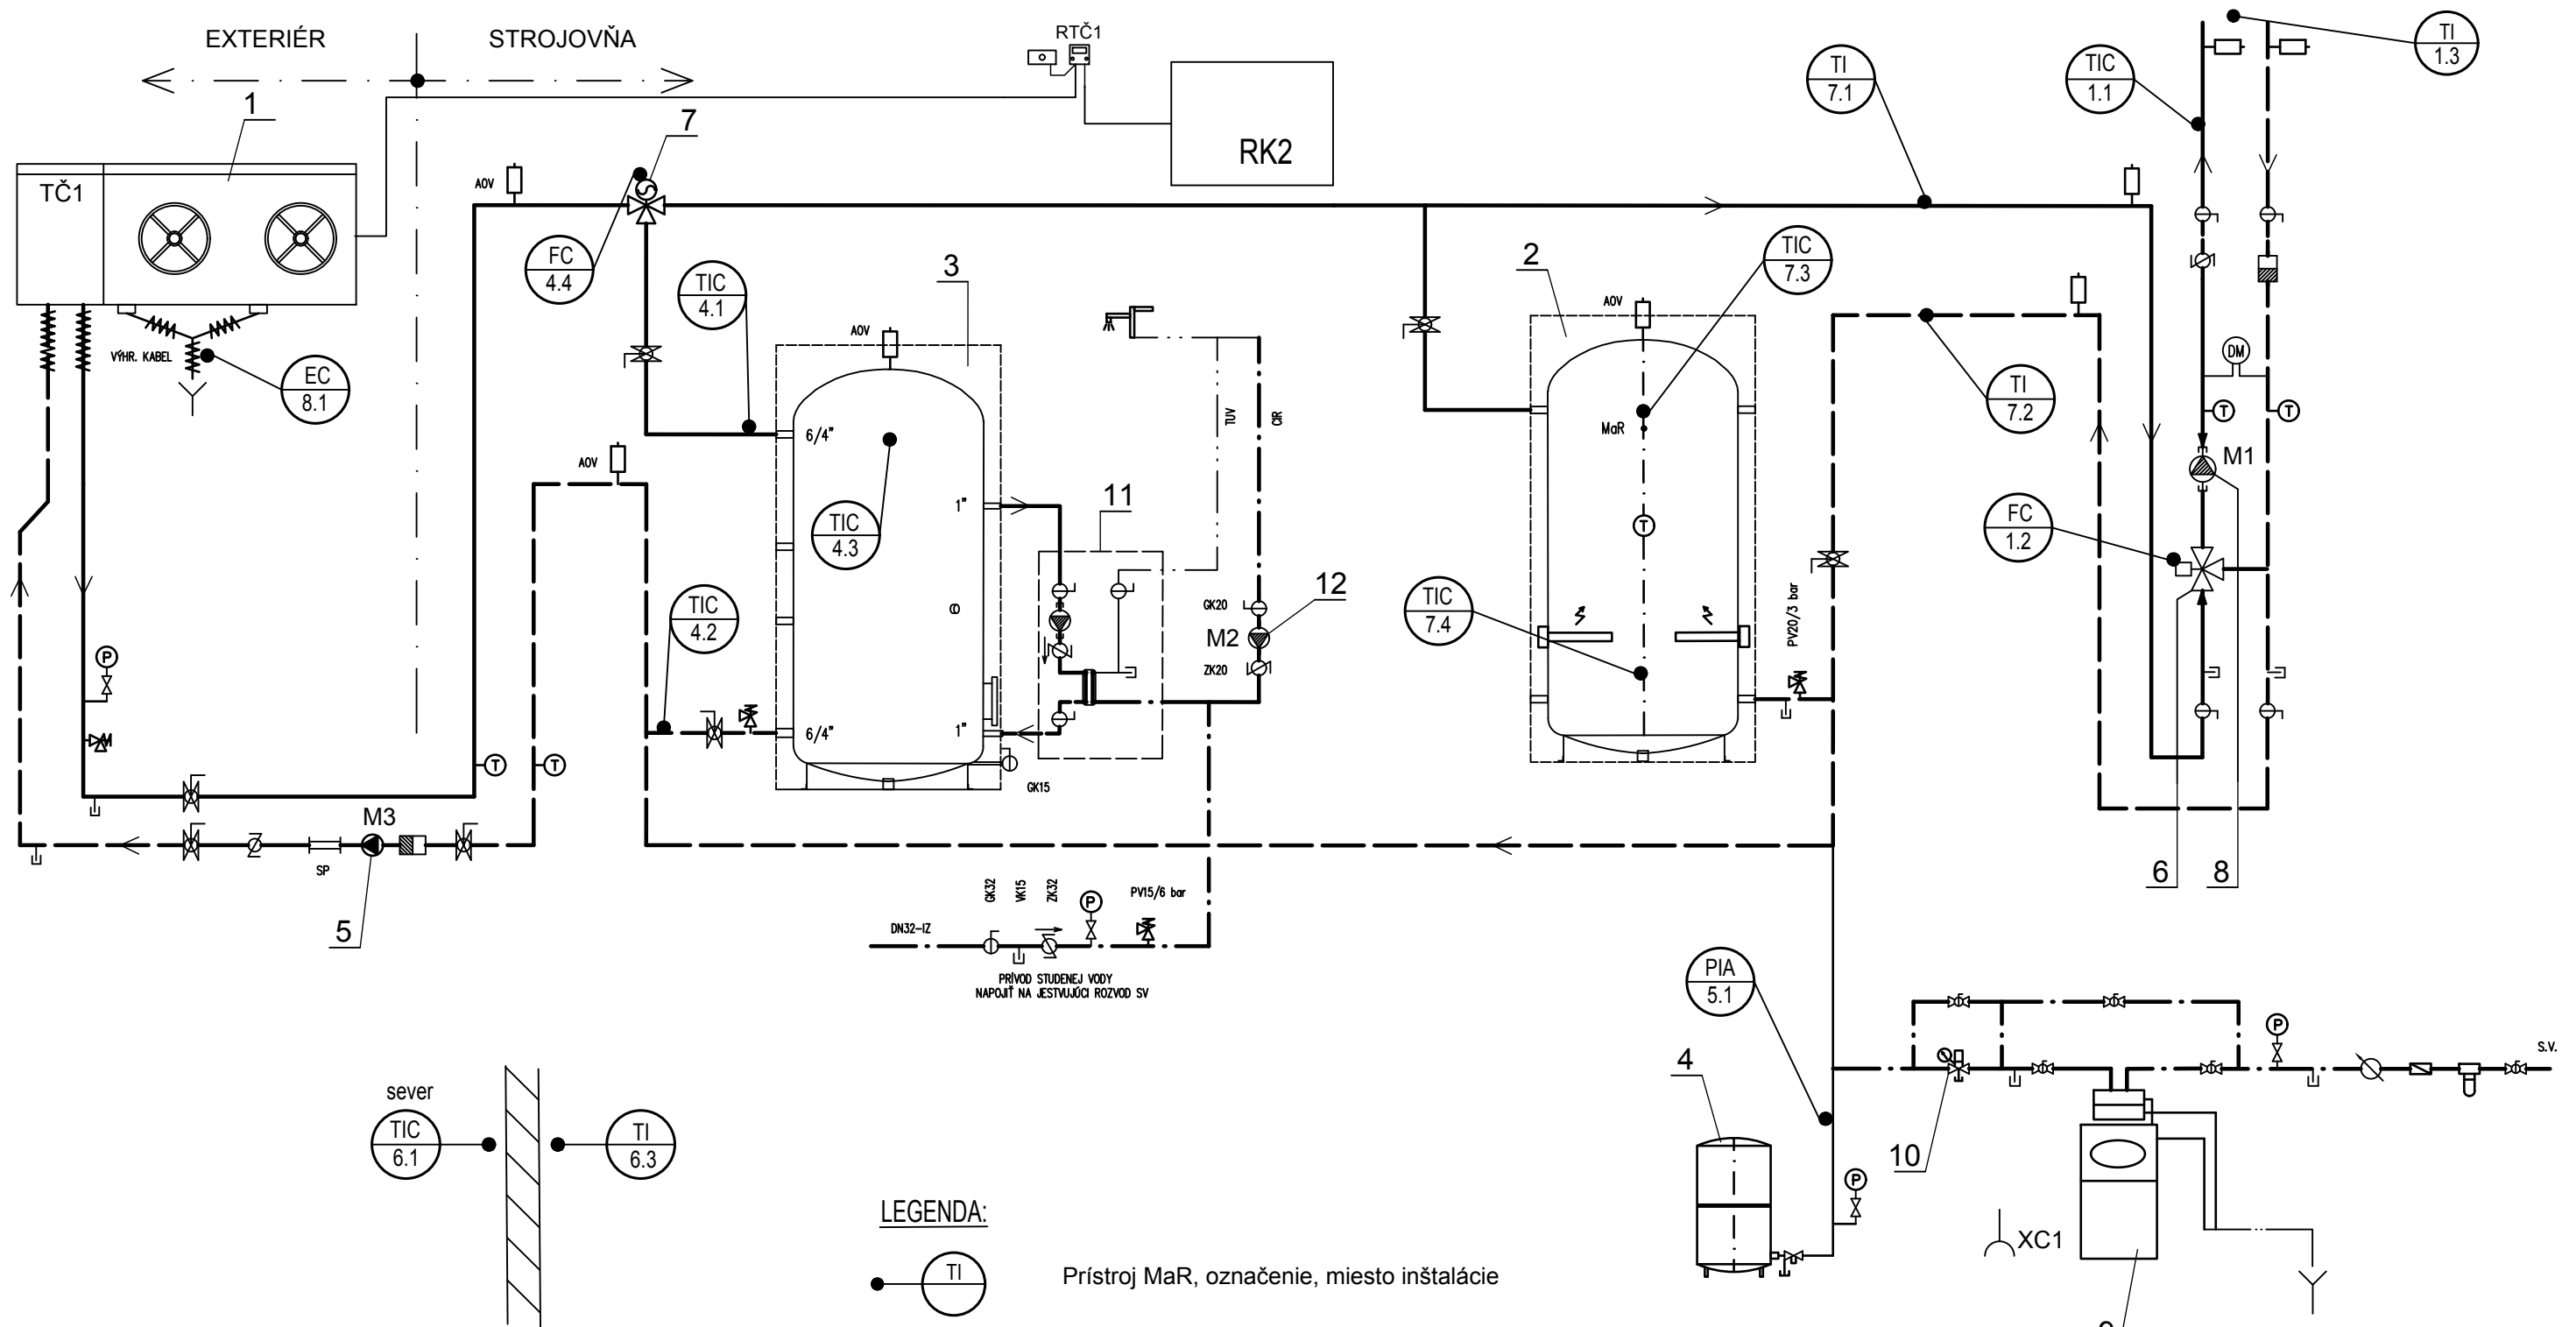 EXTERIÉR
STROJOVŇA
RTČ1
RK2
1
TČ1
7
AOV
FC
4.4
TIC
4.1
3
AOV
VÝHR. KABEL
EC
8.1
TI
7.1
TIC
1.1
TI
1.3
2
TIC
7.3
AOV
MaR
TI
7.2
DM
T
T
M1
FC
1.2
6/4"
TIC
4.3
1"
AOV
11
TUV
CIR
12
GK20
M2
ZK20
T
TIC
7.4
PV20/3 bar
TIC
4.2
6/4"
1"
GK15
P
T
T
M3
SP
5
6
8
GK32
VK15
ZK32
P
PV15/6 bar
DN32-IZ
PRÍVOD STUDENEJ VODY
NAPOJIŤ NA JESTVUJÚCI ROZVOD SV
PIA
5.1
4
P
P
S.V.
10
XC1
9
sever
TIC
6.1
TI
6.3
LEGENDA:
TI
Prístroj MaR, označenie, miesto inštalácie